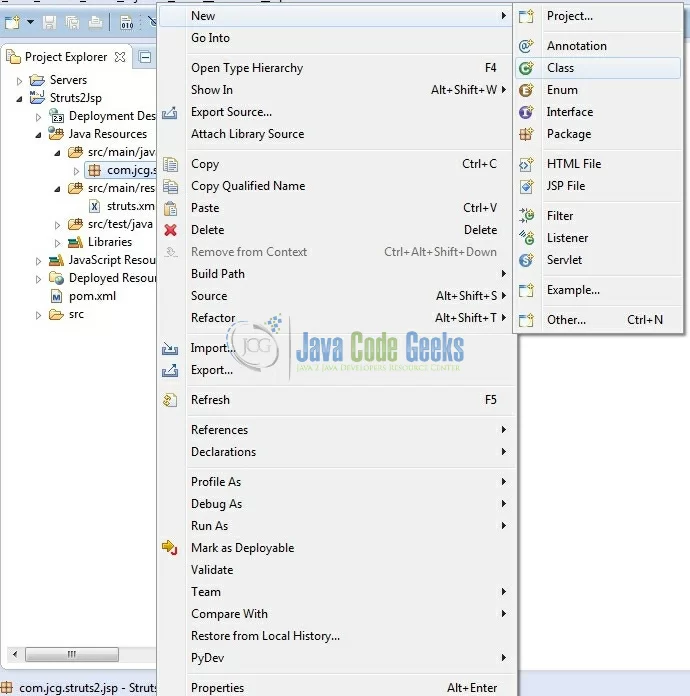 Project Explorer
Servers
Struts2Jsp
Deployment Des
Java Resources
src/main/jav
com.jcg.s
src/main/res
struts.xm
src/test/java
Libraries
JavaScript Resou
Deployed Resour
pom.xml
src
New
Go Into
Open Type Hierarchy F4
Show In Alt+Shift+W
Export Source...
Attach Library Source
Copy Ctrl+C
Copy Qualified Name
Paste Ctrl+V
Delete Delete
Remove from Context Ctrl+Alt+Shift+Down
Build Path
Source Alt+Shift+S
Refactor Alt+Shift+T
Import...
Export...
Refresh F5
References
Declarations
Profile As
Debug As
Run As
Mark as Deployable
Validate
Team
Compare With
Restore from Local History...
PyDev
Properties Alt+Enter
Project...
Annotation
Class
Enum
Interface
Package
HTML File
JSP File
Filter
Listener
Servlet
Example...
Other... Ctrl+N
JCG
Java Code Geeks
JAVA 2 JAVA DEVELOPERS RESOURCE CENTER
com.jcg.struts2.jsp - Struts